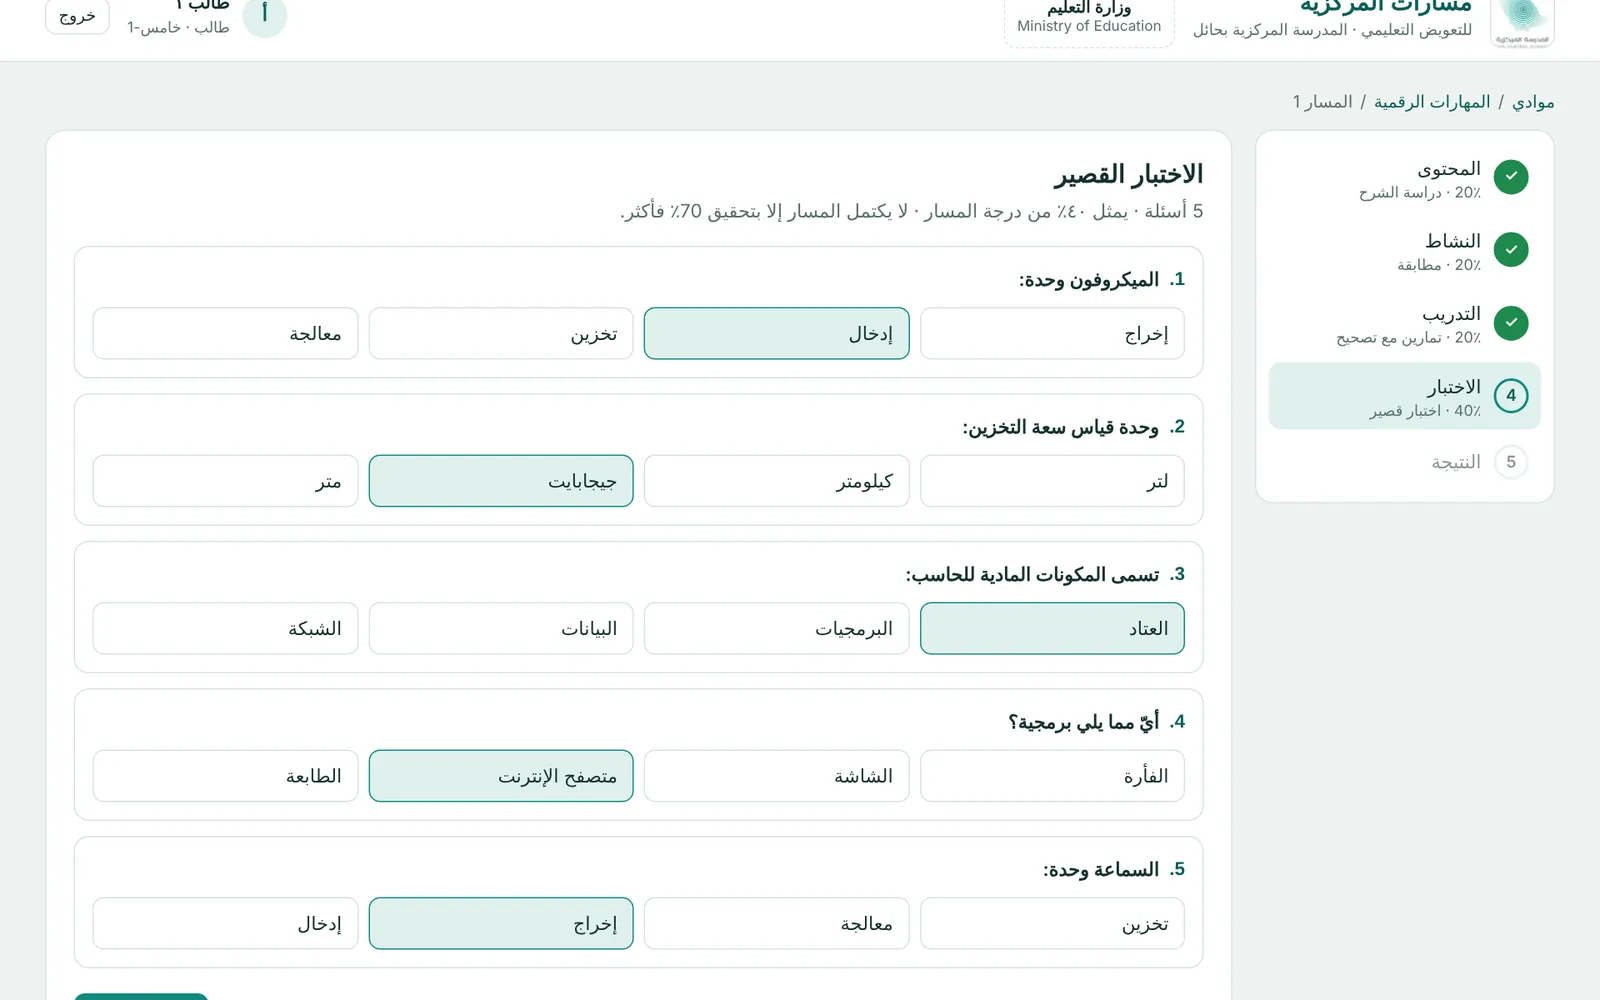 مسارات المركزية
للتعويض التعليمي · المدرسة المركزية بحائل
وزارة التعليم
Ministry of Education
أ
طالب ١
طالب · خامس-1
خروج
موادي / المهارات الرقمية / المسار 1
المحتوى
20٪ · دراسة الشرح
النشاط
20٪ · مطابقة
التدريب
20٪ · تمارين مع تصحيح
4
الاختبار
40٪ · اختبار قصير
5
النتيجة
الاختبار القصير
5 أسئلة · يمثل ٤٠٪ من درجة المسار · لا يكتمل المسار إلا بتحقيق 70٪ فأكثر.
1. الميكروفون وحدة:
إخراج
إدخال
تخزين
معالجة
2. وحدة قياس سعة التخزين:
لتر
كيلومتر
جيجابايت
متر
3. تسمى المكونات المادية للحاسب:
العتاد
البرمجيات
البيانات
الشبكة
4. أيّ مما يلي برمجية؟
الفأرة
الشاشة
متصفح الإنترنت
الطابعة
5. السماعة وحدة:
تخزين
معالجة
إخراج
إدخال